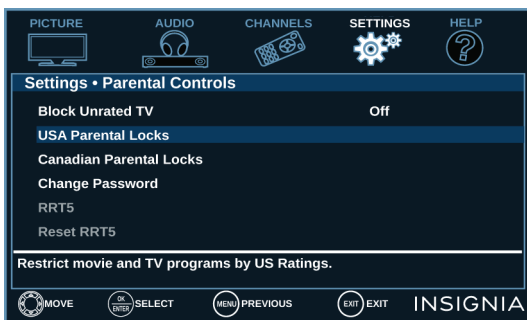 PICTURE AUDIO CHANNELS SETTINGS HELP
Settings • Parental Controls
Block Unrated TV Off
USA Parental Locks
Canadian Parental Locks
Change Password
RRT5
Reset RRT5
Restrict movie and TV programs by US Ratings.
MOVE OK ENTER SELECT MENU PREVIOUS EXIT EXIT INSIGNIA